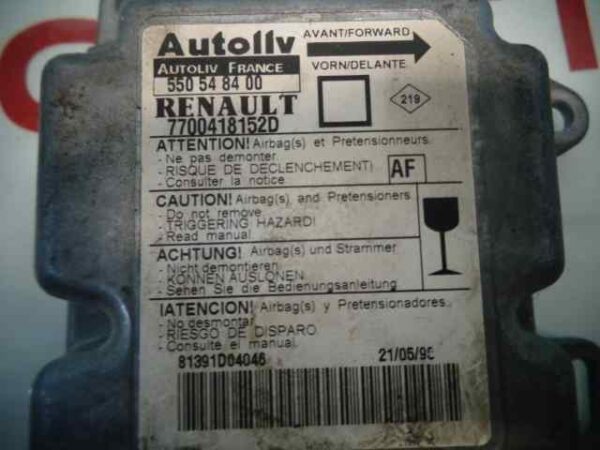 Autoliv
AVANT/FORWARD
AUTOLIV FRANCE
VORN/DELANTE
550 54 84 00
RENAULT
219
7700418152D
ATTENTION! Airbag(s) et Pretensionneurs.
- Ne pas demonter
- RISQUE DE DECLENCHEMENT!
- Consulter la notice
AF
CAUTION! Airbag(s) and Pretensioners
- Do not remove
- TRIGGERING HAZARD!
- Read manual
ACHTUNG! Airbag(s) und Strammer
- Nicht demontieren
- KONNEN AUSLÖNEN
- Sehen Sie die Bedienungsanleitung
IATENCION! Airbag(s) y Pretensionadores.
- No desmontar
- RIESGO DE DISPARO
- Consulte el manual.
81391D04046
21/05/98